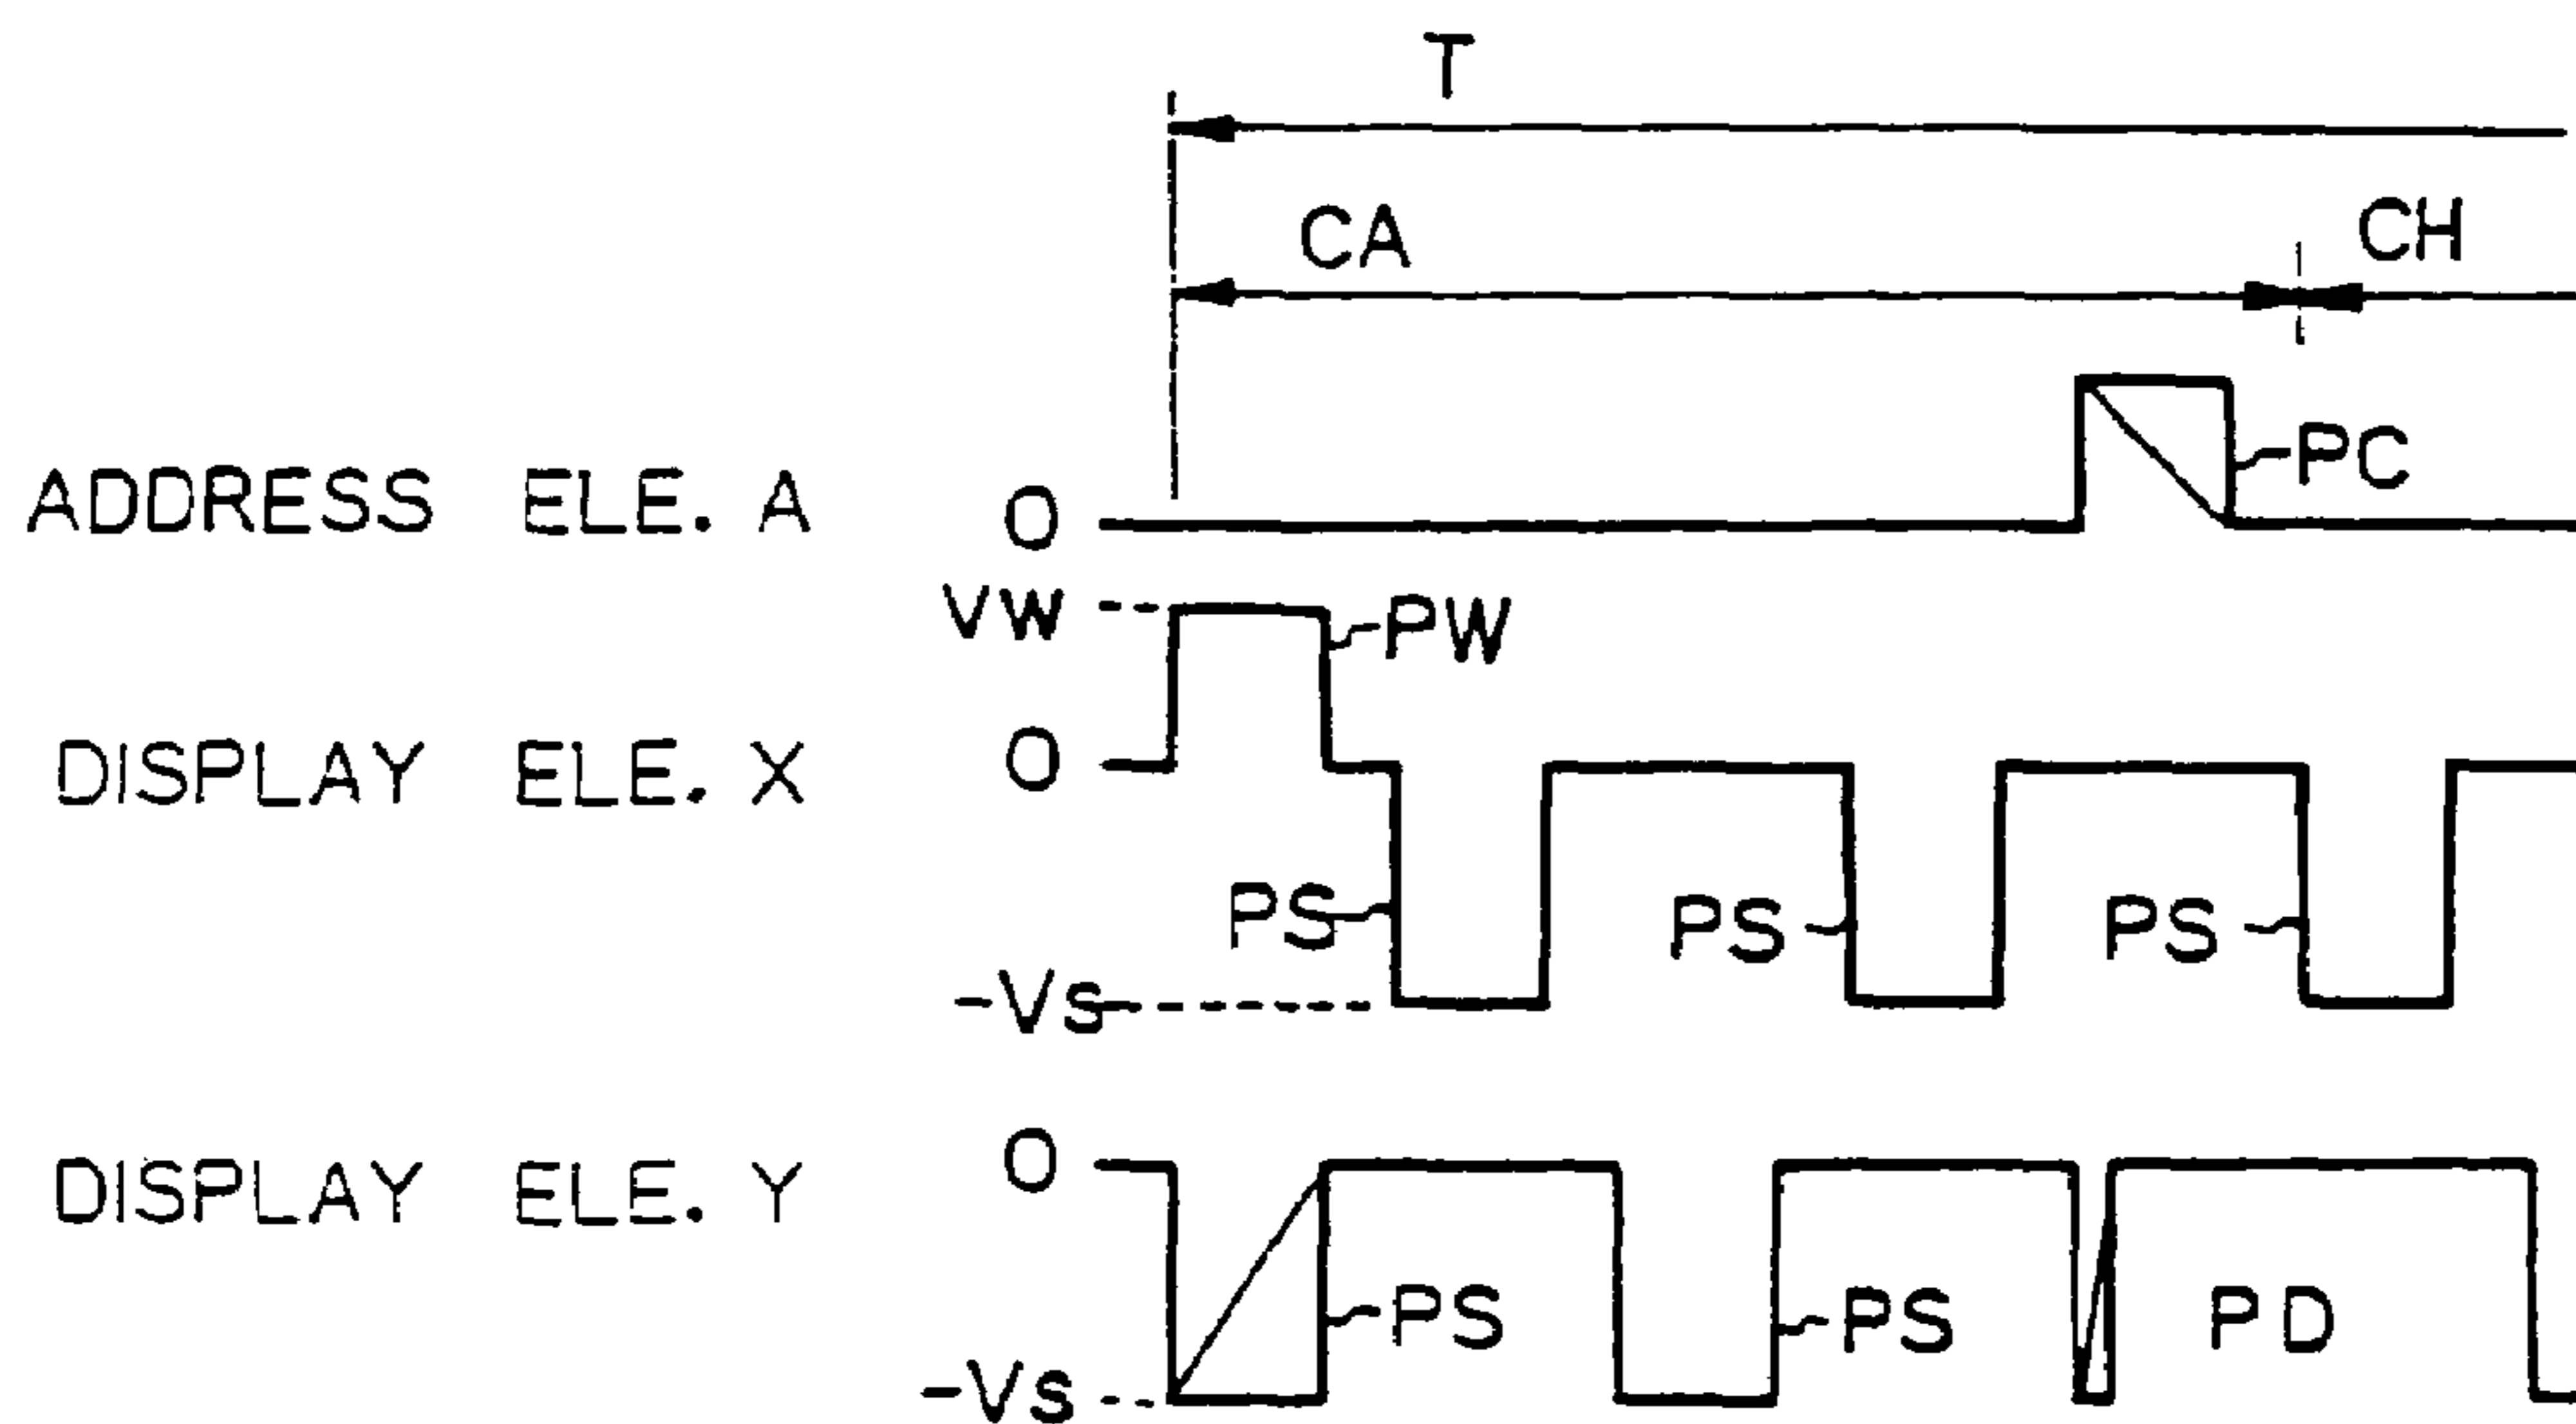 T
CA CH
ADDRESS ELE. A O PC
VW PW
DISPLAY ELE. X O
PS PS PS
-Vs
DISPLAY ELE. Y O
PS PS PD
-Vs